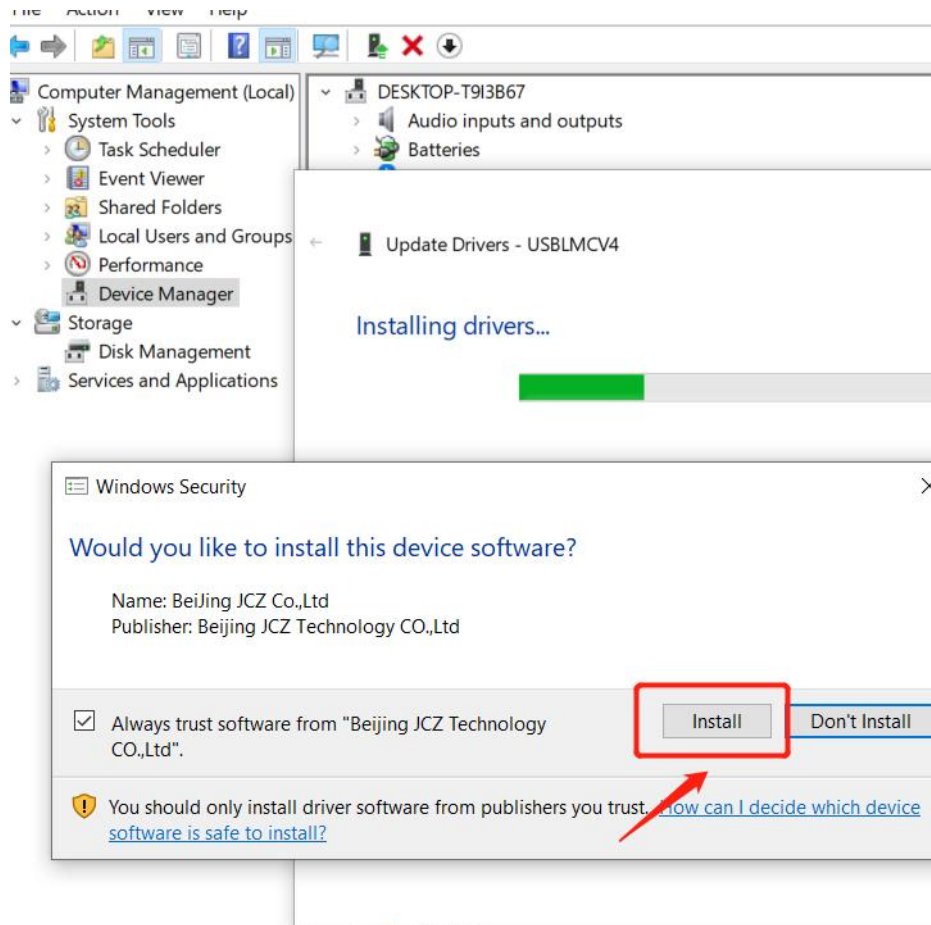 Action View Help
Computer Management (Local)
System Tools
Task Scheduler
Event Viewer
Shared Folders
Local Users and Groups
Performance
Device Manager
Storage
Disk Management
Services and Applications
DESKTOP-T9I3B67
Audio inputs and outputs
Batteries
Update Drivers - USBLMCV4
Installing drivers...
Windows Security
Would you like to install this device software?
Name: BeiJing JCZ Co.,Ltd
Publisher: Beijing JCZ Technology CO.,Ltd
Always trust software from "Beijing JCZ Technology
CO.,Ltd".
Install
Don't Install
You should only install driver software from publishers you trust. How can I decide which device
software is safe to install?